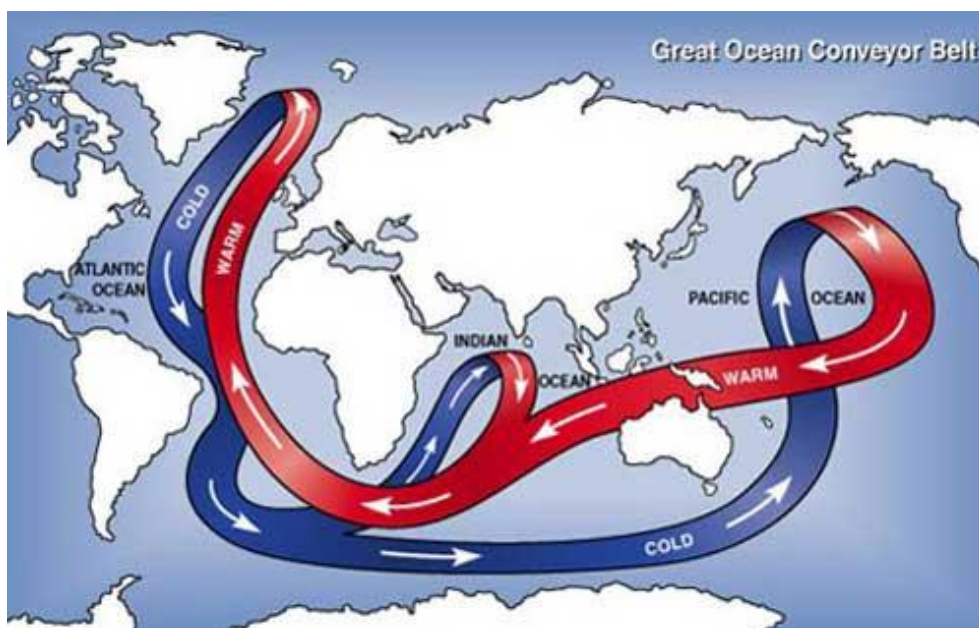 Great Ocean Conveyor Belt
COLD
WARM
ATLANTIC
OCEAN
PACIFIC
OCEAN
INDIAN
OCEAN
WARM
COLD